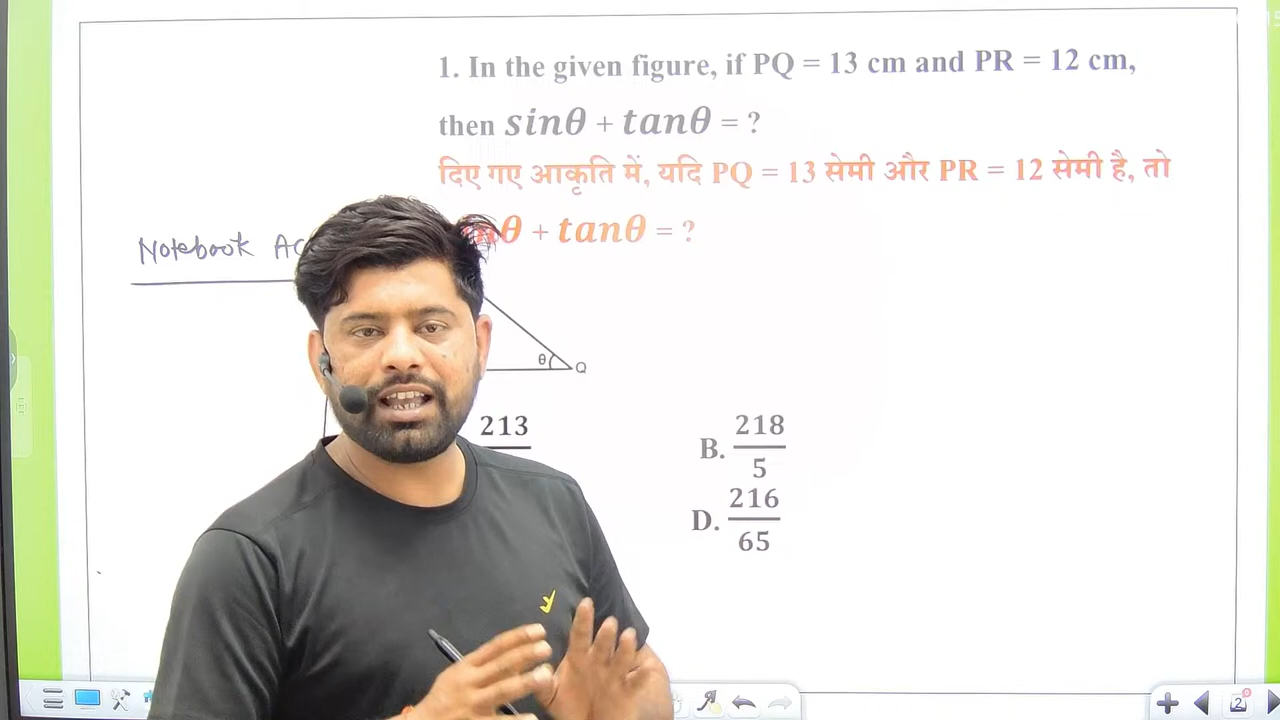 1. In the given figure, if PQ = 13 cm and PR = 12 cm,
then sinθ + tanθ = ?
दिए गए आकृति में, यदि PQ = 13 सेमी और PR = 12 सेमी है, तो
θ + tanθ = ?
Notebook
θ
Q
213
B. 218/5
D. 216/65
2